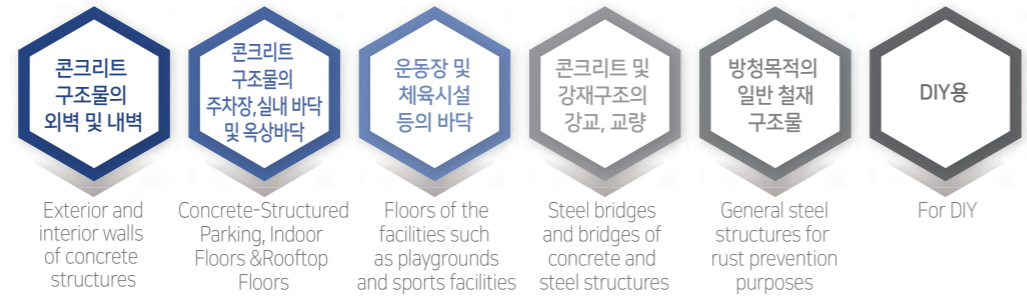 콘크리트
구조물의
외벽 및 내벽
콘크리트
구조물의
주차장,실내 바닥
및 옥상바닥
운동장 및
체육시설
등의 바닥
콘크리트 및
강재구조의
강교, 교량
방청목적의
일반 철재
구조물
DIY용
Exterior and
interior walls
of concrete
structures
Concrete-Structured
Parking, Indoor
Floors &Rooftop
Floors
Floors of the
facilities such
as playgrounds
and sports facilities
Steel bridges
and bridges of
concrete and
steel structures
General steel
structures for
rust prevention
purposes
For DIY